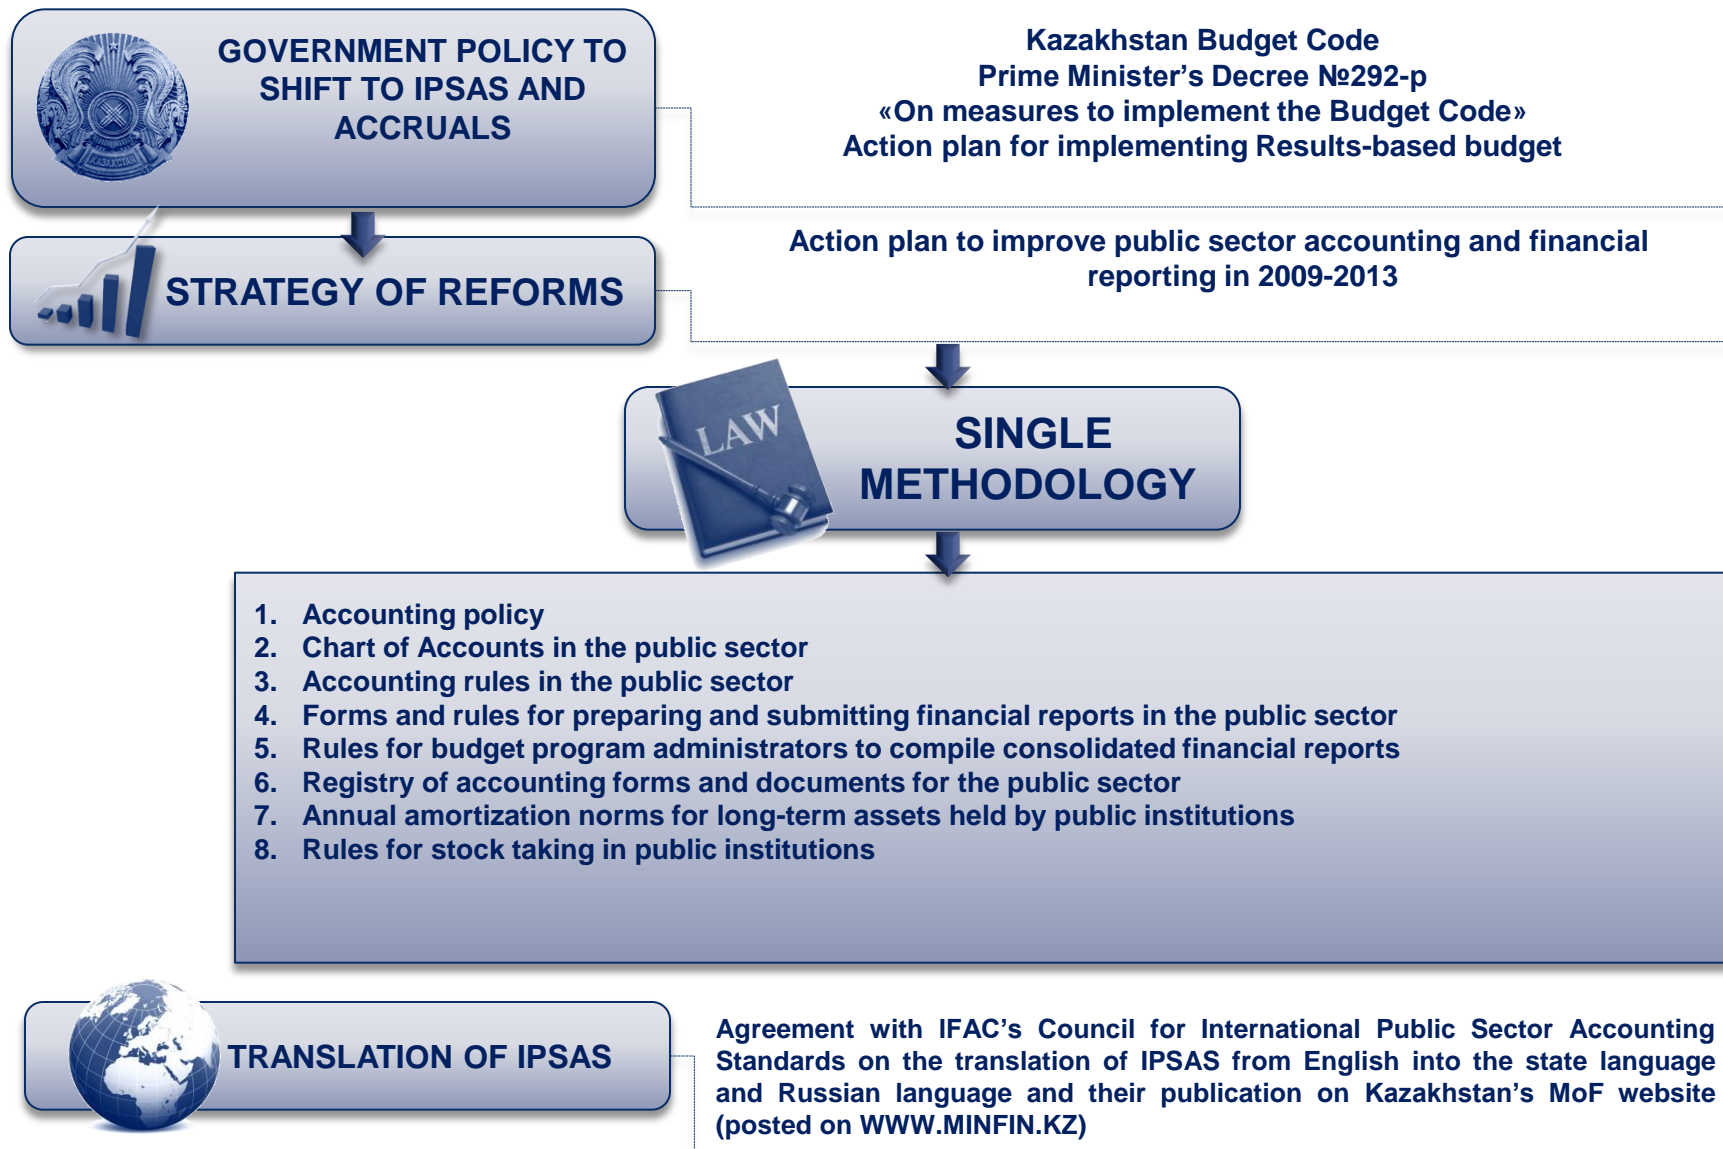 GOVERNMENT POLICY TO
SHIFT TO IPSAS AND
ACCRUALS
Kazakhstan Budget Code
Prime Minister’s Decree №292-p
«On measures to implement the Budget Code»
Action plan for implementing Results-based budget
STRATEGY OF REFORMS
Action plan to improve public sector accounting and financial
reporting in 2009-2013
LAW
SINGLE
METHODOLOGY
1. Accounting policy
2. Chart of Accounts in the public sector
3. Accounting rules in the public sector
4. Forms and rules for preparing and submitting financial reports in the public sector
5. Rules for budget program administrators to compile consolidated financial reports
6. Registry of accounting forms and documents for the public sector
7. Annual amortization norms for long-term assets held by public institutions
8. Rules for stock taking in public institutions
TRANSLATION OF IPSAS
Agreement with IFAC’s Council for International Public Sector Accounting
Standards on the translation of IPSAS from English into the state language
and Russian language and their publication on Kazakhstan’s MoF website
(posted on WWW.MINFIN.KZ)